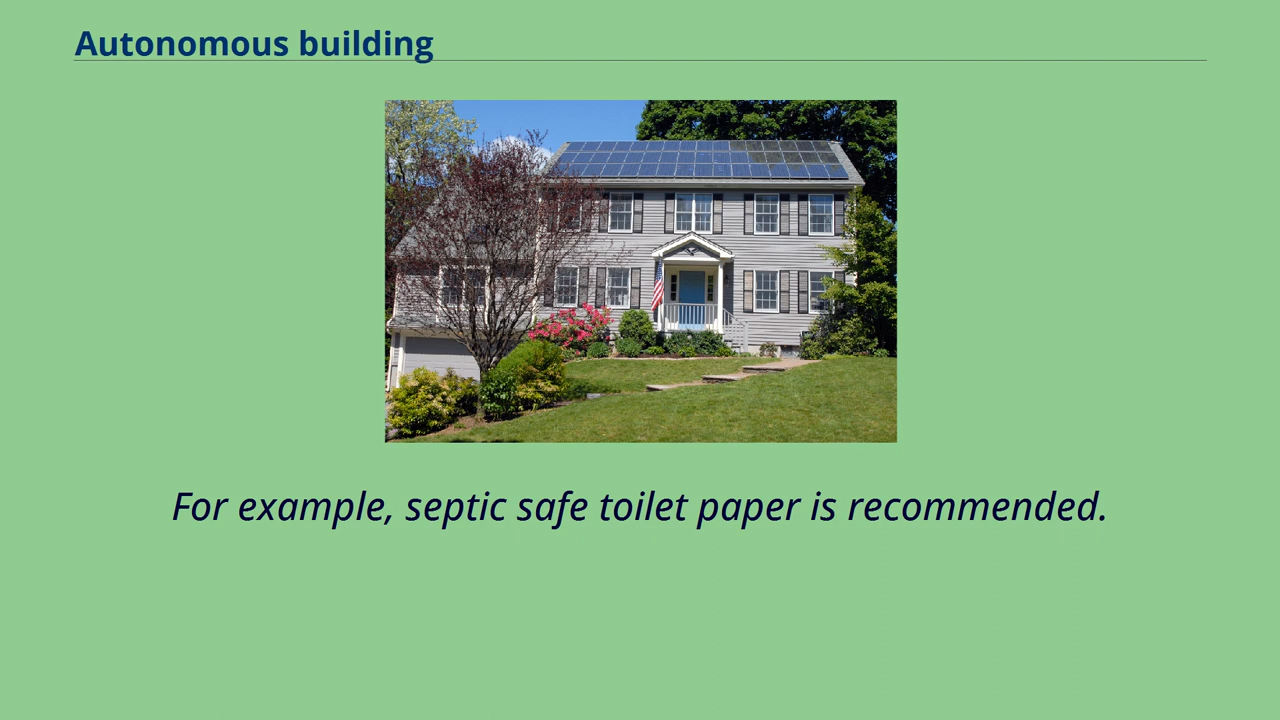 Autonomous building
For example, septic safe toilet paper is recommended.